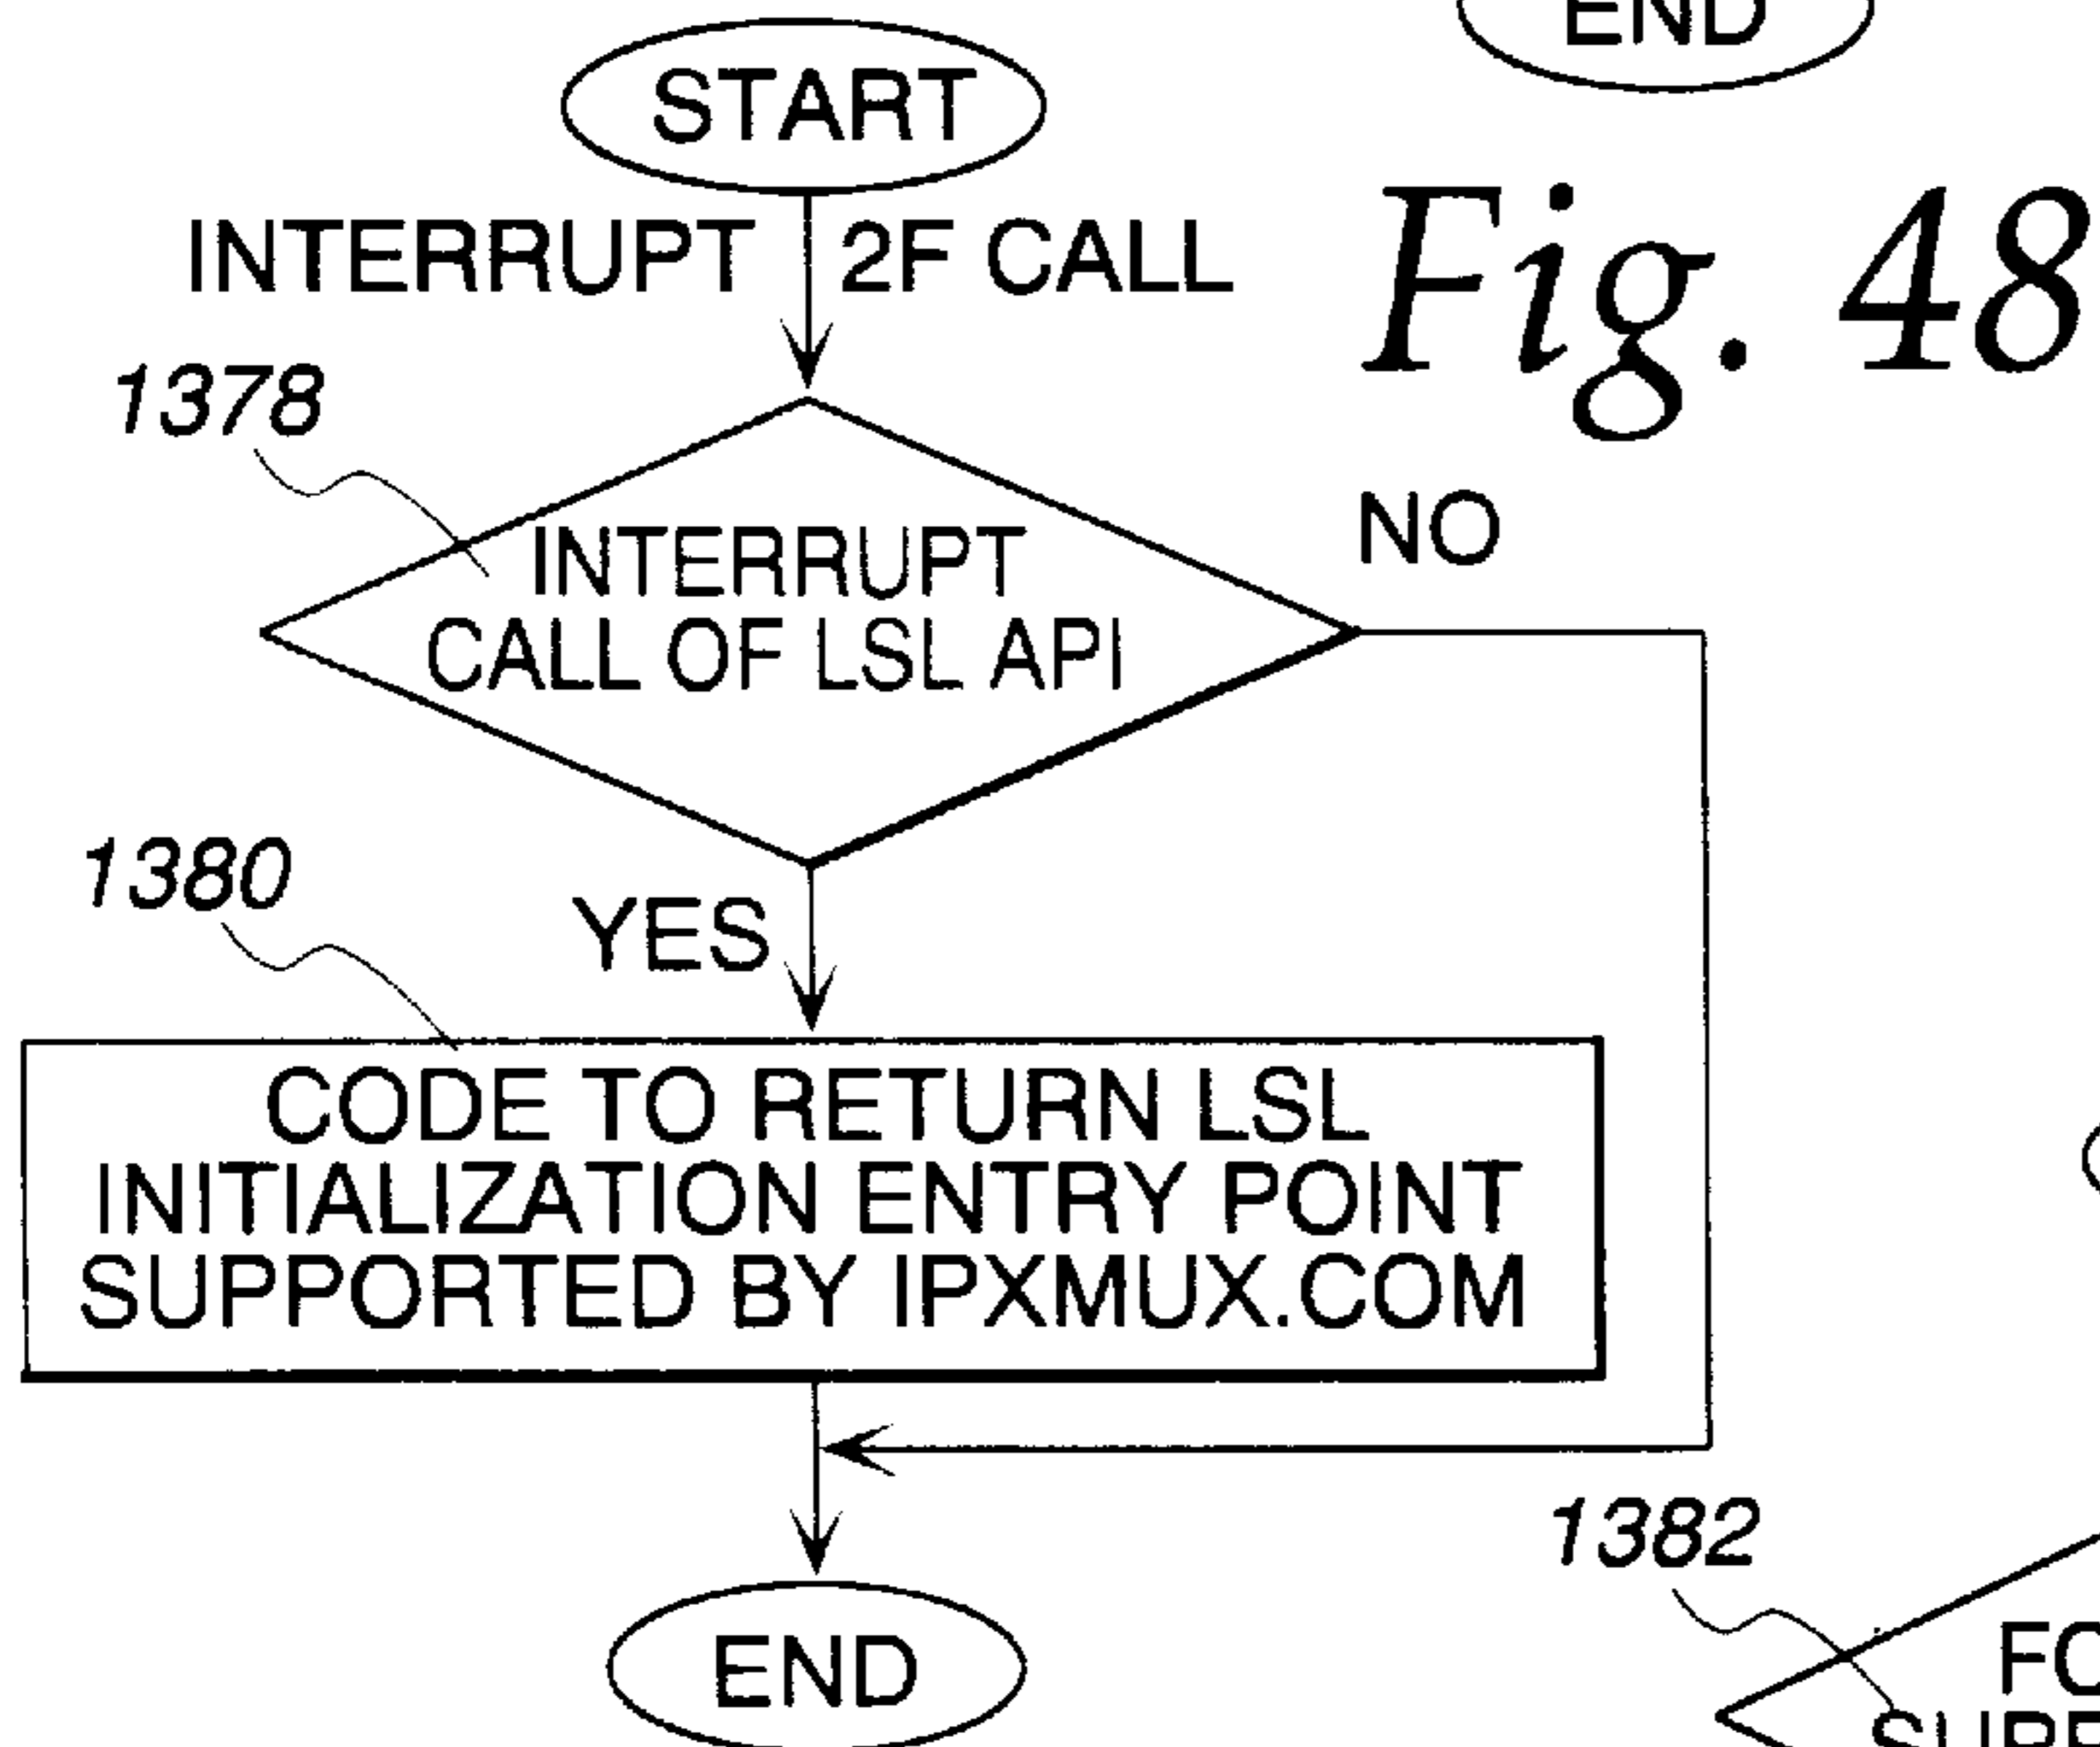 END
START
INTERRUPT 2F CALL
Fig. 48
1378
NO
INTERRUPT
CALL OF LSL API
1380
YES
CODE TO RETURN LSL
INITIALIZATION ENTRY POINT
SUPPORTED BY IPXMUX.COM
1382
END